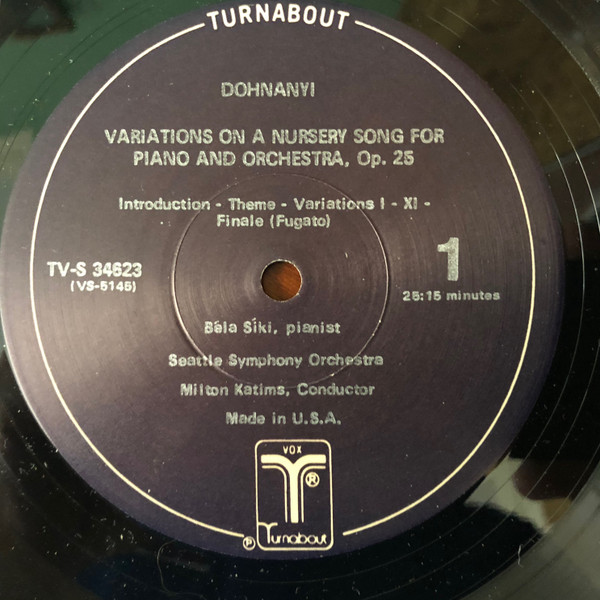 TURNABOUT
DOHNANYI
VARIATIONS ON A NURSERY SONG FOR
PIANO AND ORCHESTRA, Op. 25
Introduction - Theme - Variations I - XI -
Finale (Fugato)
TV-S 34623
(VS-5145)
1
25:15 minutes
Béla Síki, pianist
Seattle Symphony Orchestra
Milton Katims, Conductor
Made in U.S.A.
VOX
®
℗ Turnabout